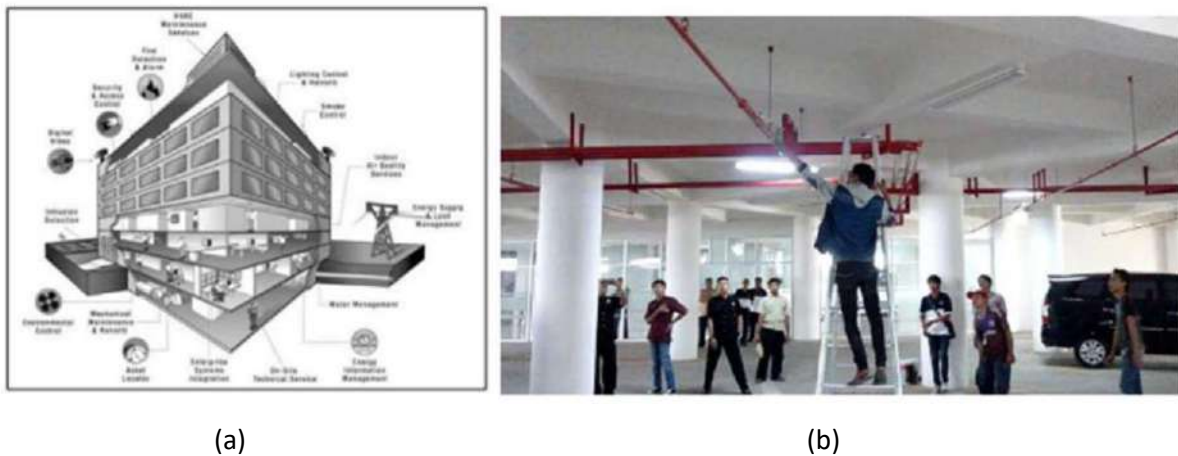 HVAC
Maintenance
Services
Fire
Detection
& Alarm
Lighting Control
& Retrofit
Security
& Access
Control
Smoke
Control
Digital
Video
Indoor
Air Quality
Services
Intrusion
Detection
Energy Supply
& Load
Management
Water Management
Environmental
Control
Mechanical
Maintenance
& Retrofit
Asset
Locator
Enterprise
Systems
Integration
On-Site
Technical Service
Energy
Information
Management
(a)
(b)